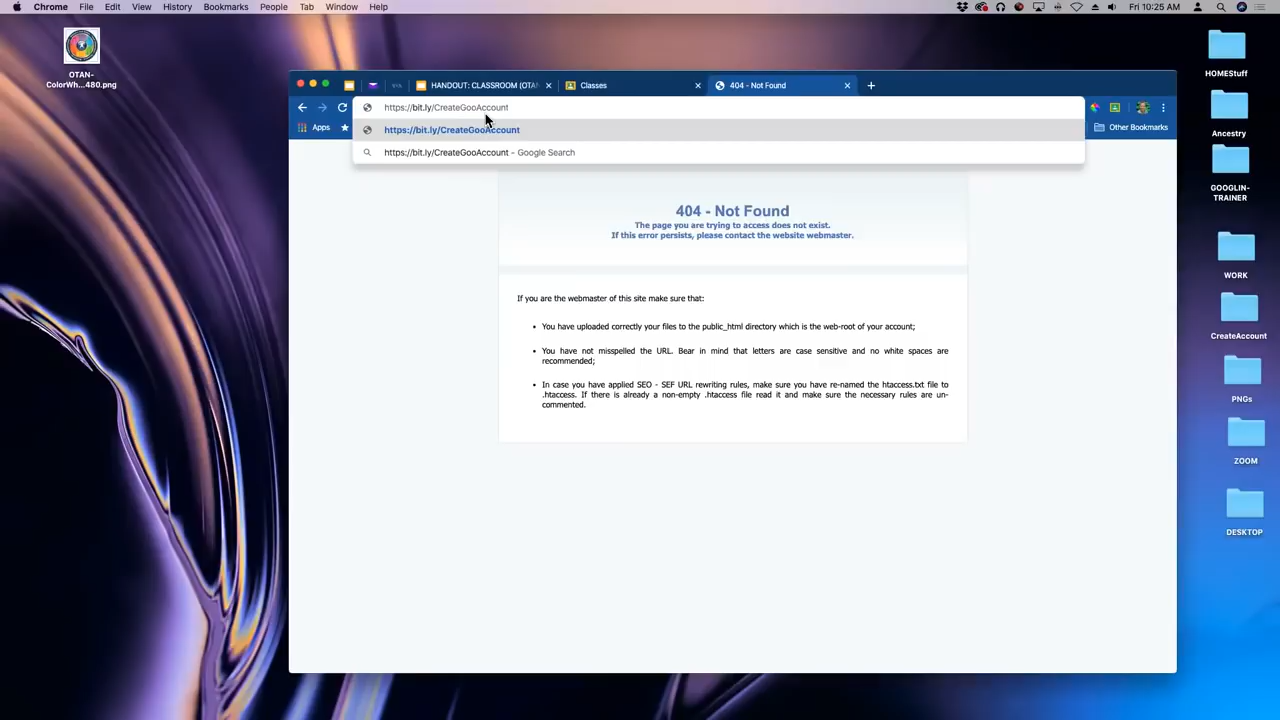 Chrome File Edit View History Bookmarks People Tab Window Help Fri 10:25 AM
OTAN-
ColorWh...480.png
HANDOUT: CLASSROOM (OTAN Classes 404 - Not Found
https://bit.ly/CreateGooAccount
https://bit.ly/CreateGooAccount
https://bit.ly/CreateGooAccount - Google Search
Apps
Other Bookmarks
404 - Not Found
The page you are trying to access does not exist.
If this error persists, please contact the website webmaster.
If you are the webmaster of this site make sure that:
• You have uploaded correctly your files to the public_html directory which is the web-root of your account;
• You have not misspelled the URL. Bear in mind that letters are case sensitive and no white spaces are
recommended;
• In case you have applied SEO - SEF URL rewriting rules, make sure you have re-named the htaccess.txt file to
.htaccess. If there is already a non-empty .htaccess file read it and make sure the necessary rules are un-
commented.
HOMEStuff
Ancestry
GOOGLIN-
TRAINER
WORK
CreateAccount
PNGs
ZOOM
DESKTOP